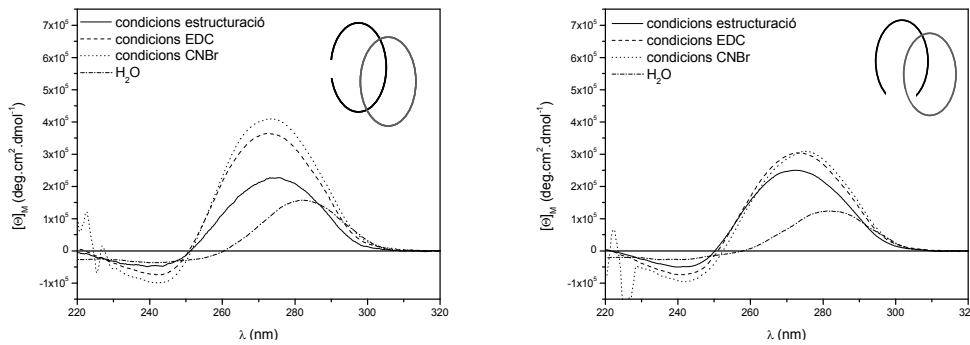 condicions estructuració
condicions EDC
condicions CNBr
H₂O
7x10⁵
6x10⁵
5x10⁵
4x10⁵
3x10⁵
2x10⁵
1x10⁵
0
-1x10⁵
[Θ]M (deg.cm².dmol⁻¹)
220 240 260 280 300 320
λ (nm)
condicions estructuració
condicions EDC
condicions CNBr
H₂O
7x10⁵
6x10⁵
5x10⁵
4x10⁵
3x10⁵
2x10⁵
1x10⁵
0
-1x10⁵
[Θ]M (deg.cm².dmol⁻¹)
220 240 260 280 300 320
λ (nm)